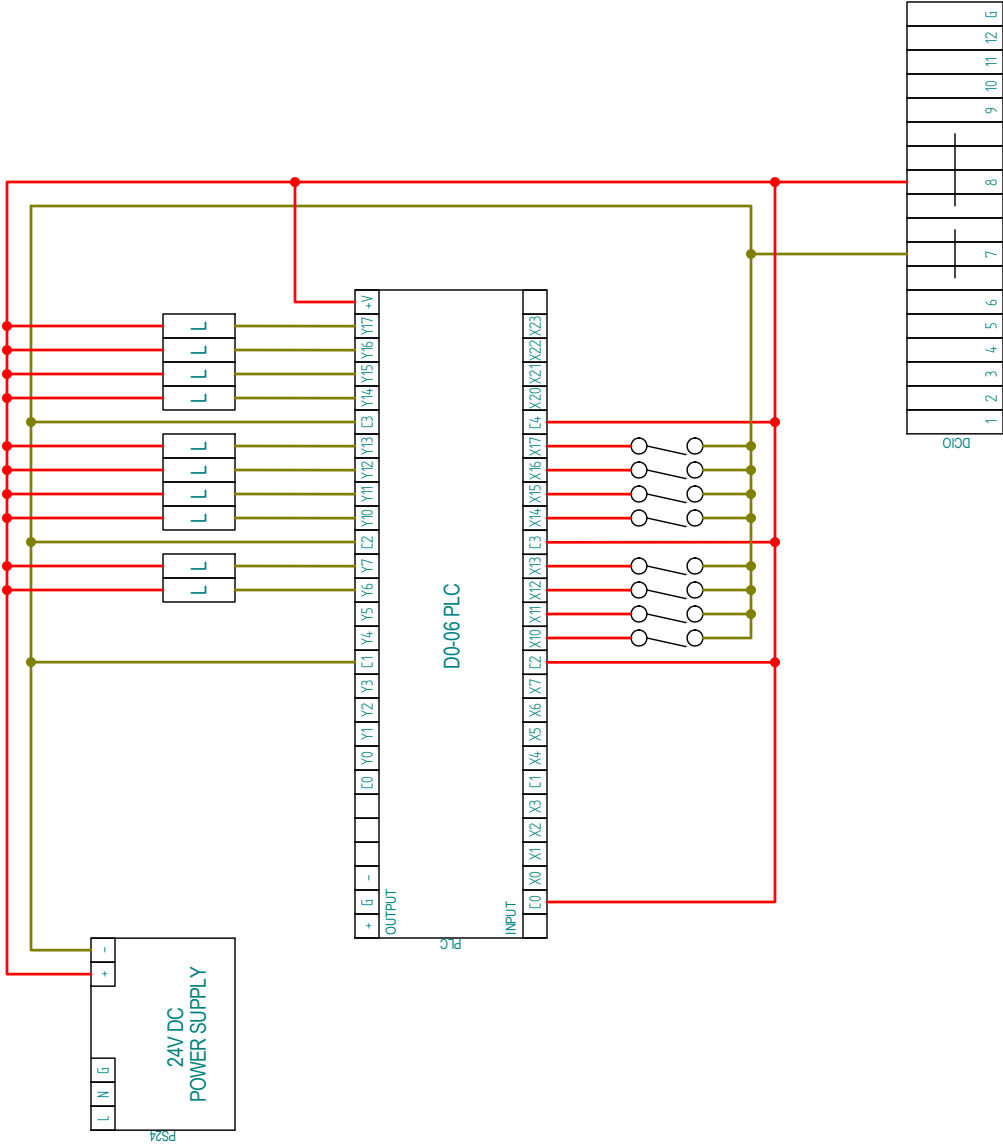 G
12
11
10
9
8
7
6
5
4
3
2
1
DCIO
L
L
L
L
L
L
L
L
L
L
+V
Y17
Y16
Y15
Y14
C3
Y13
Y12
Y11
Y10
C2
Y7
Y6
Y5
Y4
C1
Y3
Y2
Y1
Y0
C0
-
G
+
OUTPUT
D0-06 PLC
X23
X22
X21
X20
C4
X17
X16
X15
X14
C3
X13
X12
X11
X10
C2
X7
X6
X5
X4
C1
X3
X2
X1
X0
C0
INPUT
PLC
-
+
G
N
L
24V DC
POWER SUPPLY
PS24